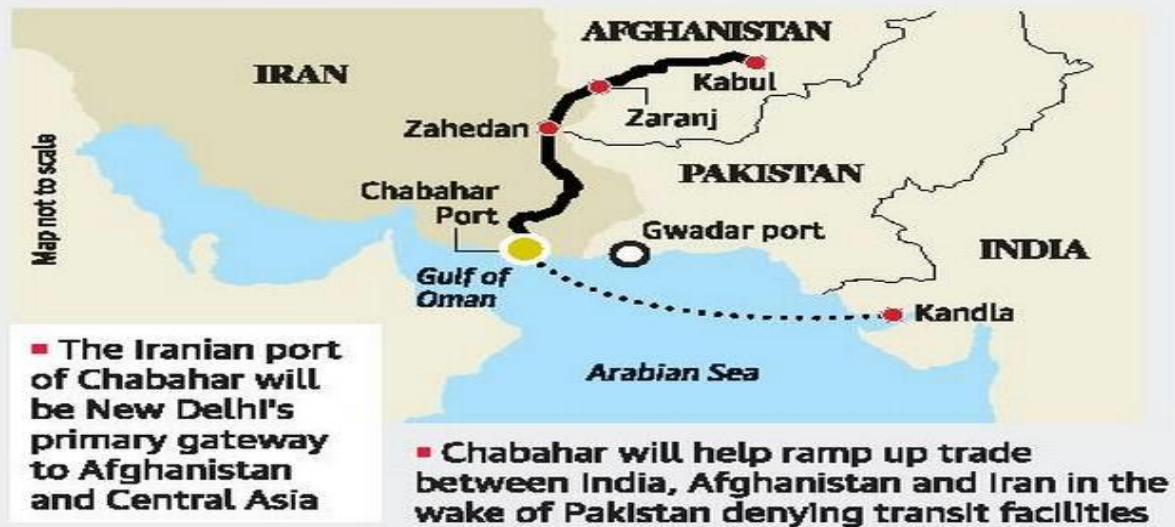 AFGHANISTAN
IRAN
Kabul
Zaranj
Zahedan
Map not to scale
PAKISTAN
Chabahar
Port
Gwadar port
INDIA
Gulf of
Oman
Kandla
Arabian Sea
▪ The Iranian port
of Chabahar will
be New Delhi's
primary gateway
to Afghanistan
and Central Asia
▪ Chabahar will help ramp up trade
between India, Afghanistan and Iran in the
wake of Pakistan denying transit facilities